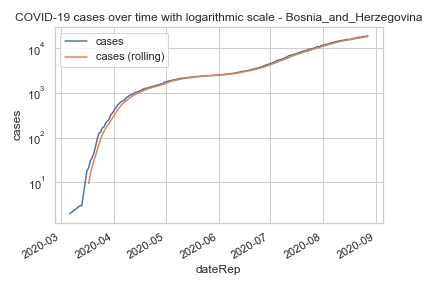 COVID-19 cases over time with logarithmic scale - Bosnia_and_Herzegovina
cases
cases (rolling)
10^4
10^3
10^2
10^1
cases
2020-03
2020-04
2020-05
2020-06
2020-07
2020-08
2020-09
dateRep